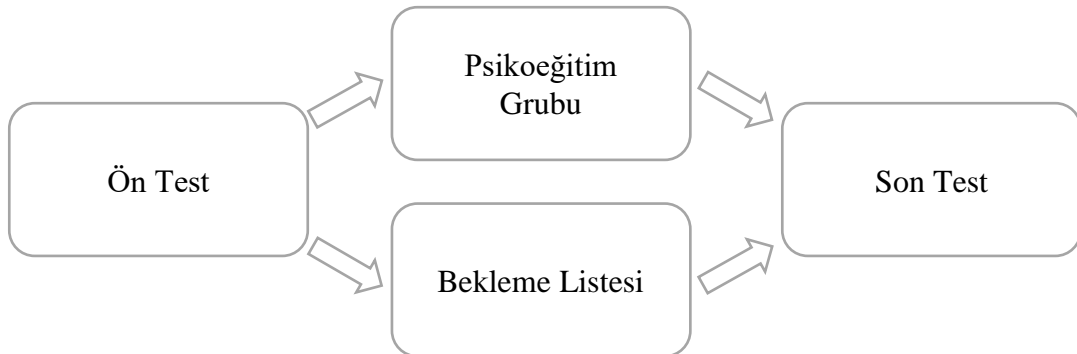 Ön Test
Psikoeğitim
Grubu
Bekleme Listesi
Son Test